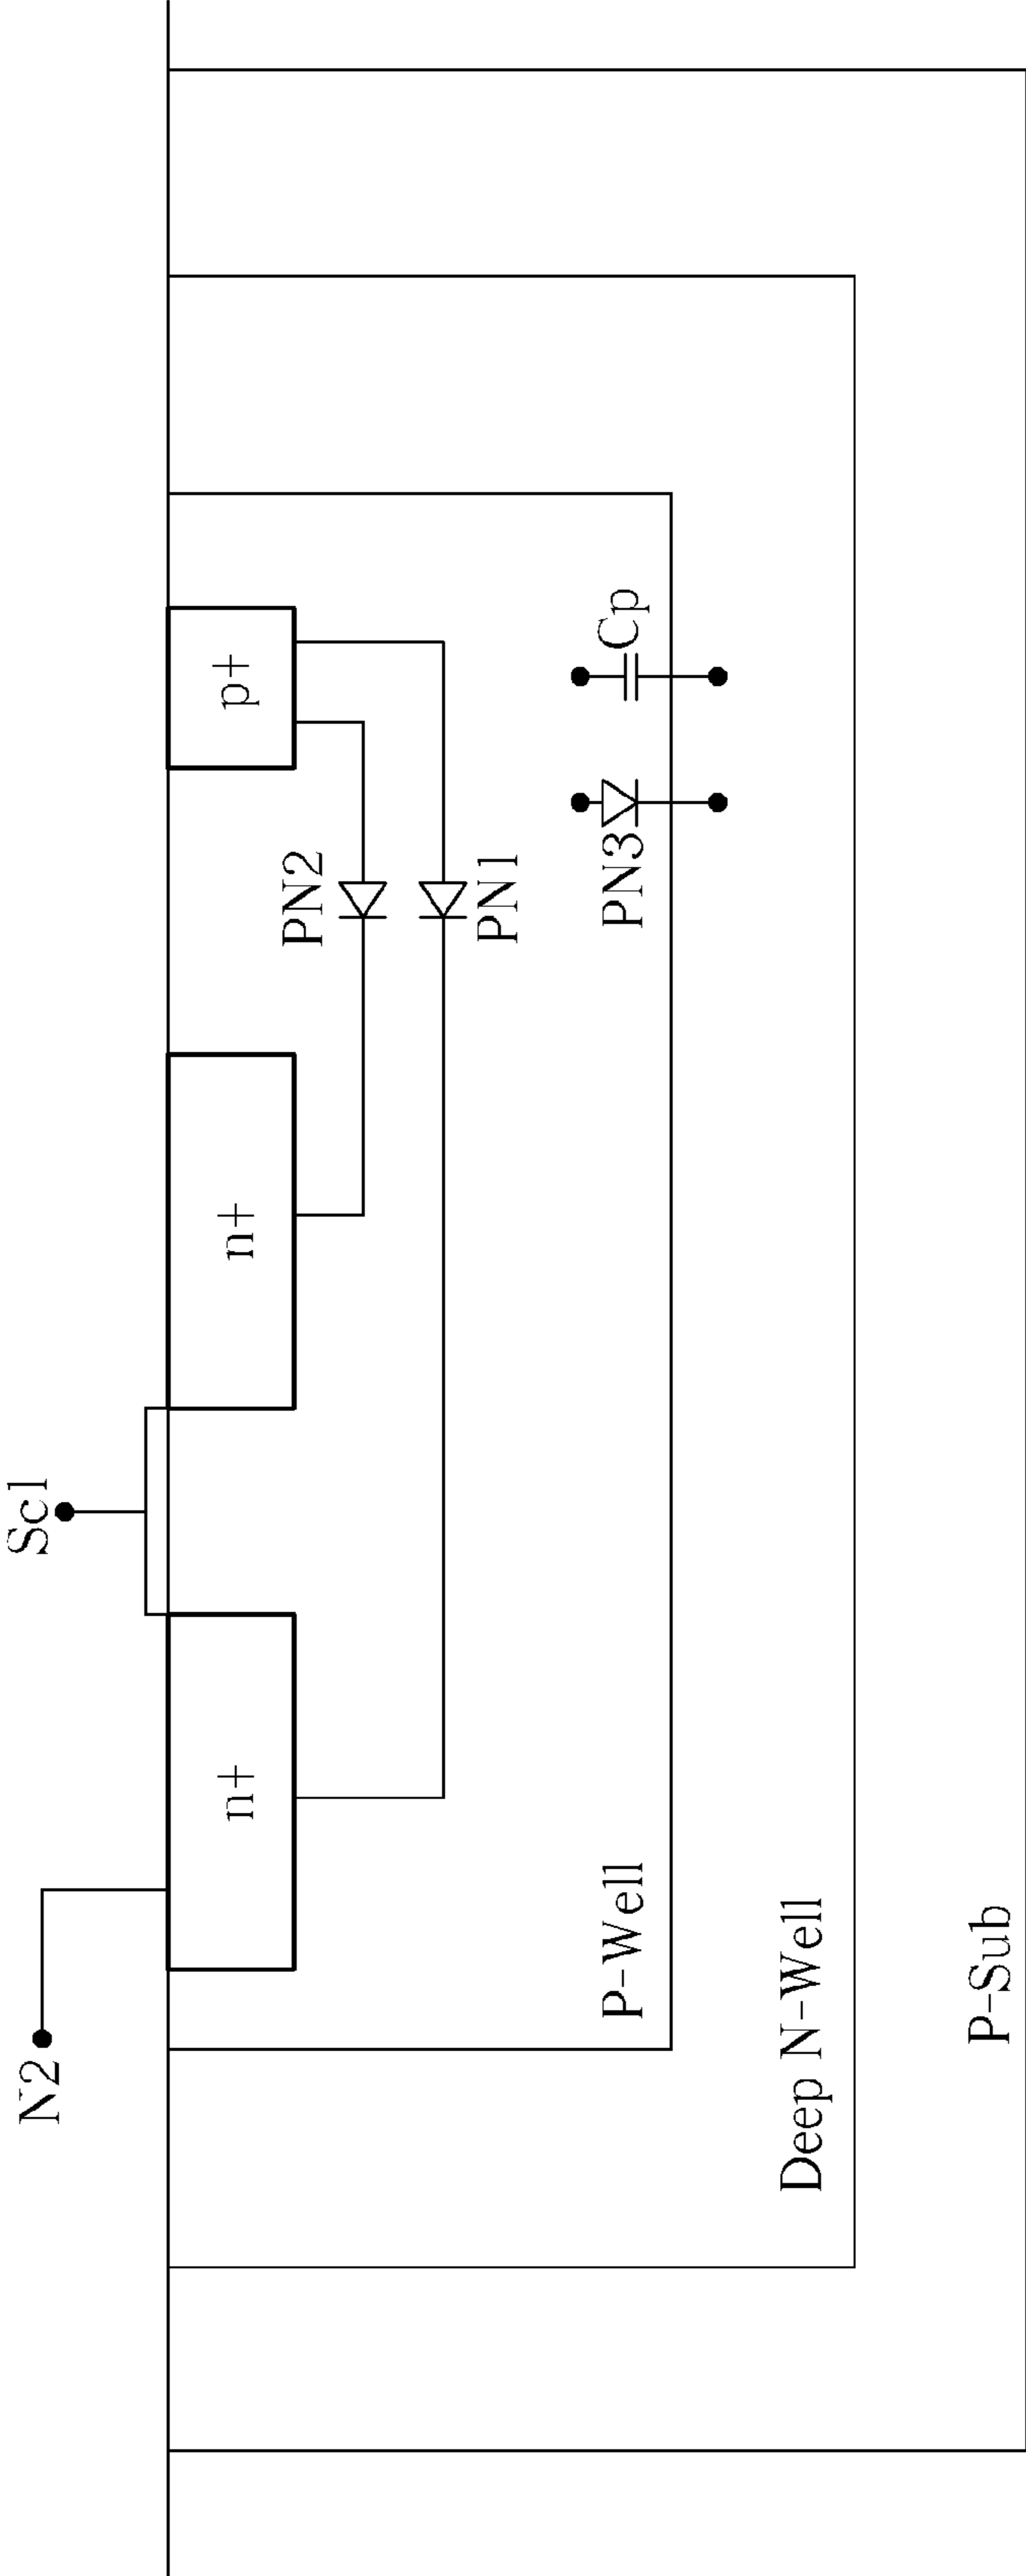 N2
Sc1
n+
n+
p+
PN2
PN1
P-Well
PN3
Cp
Deep N-Well
P-Sub